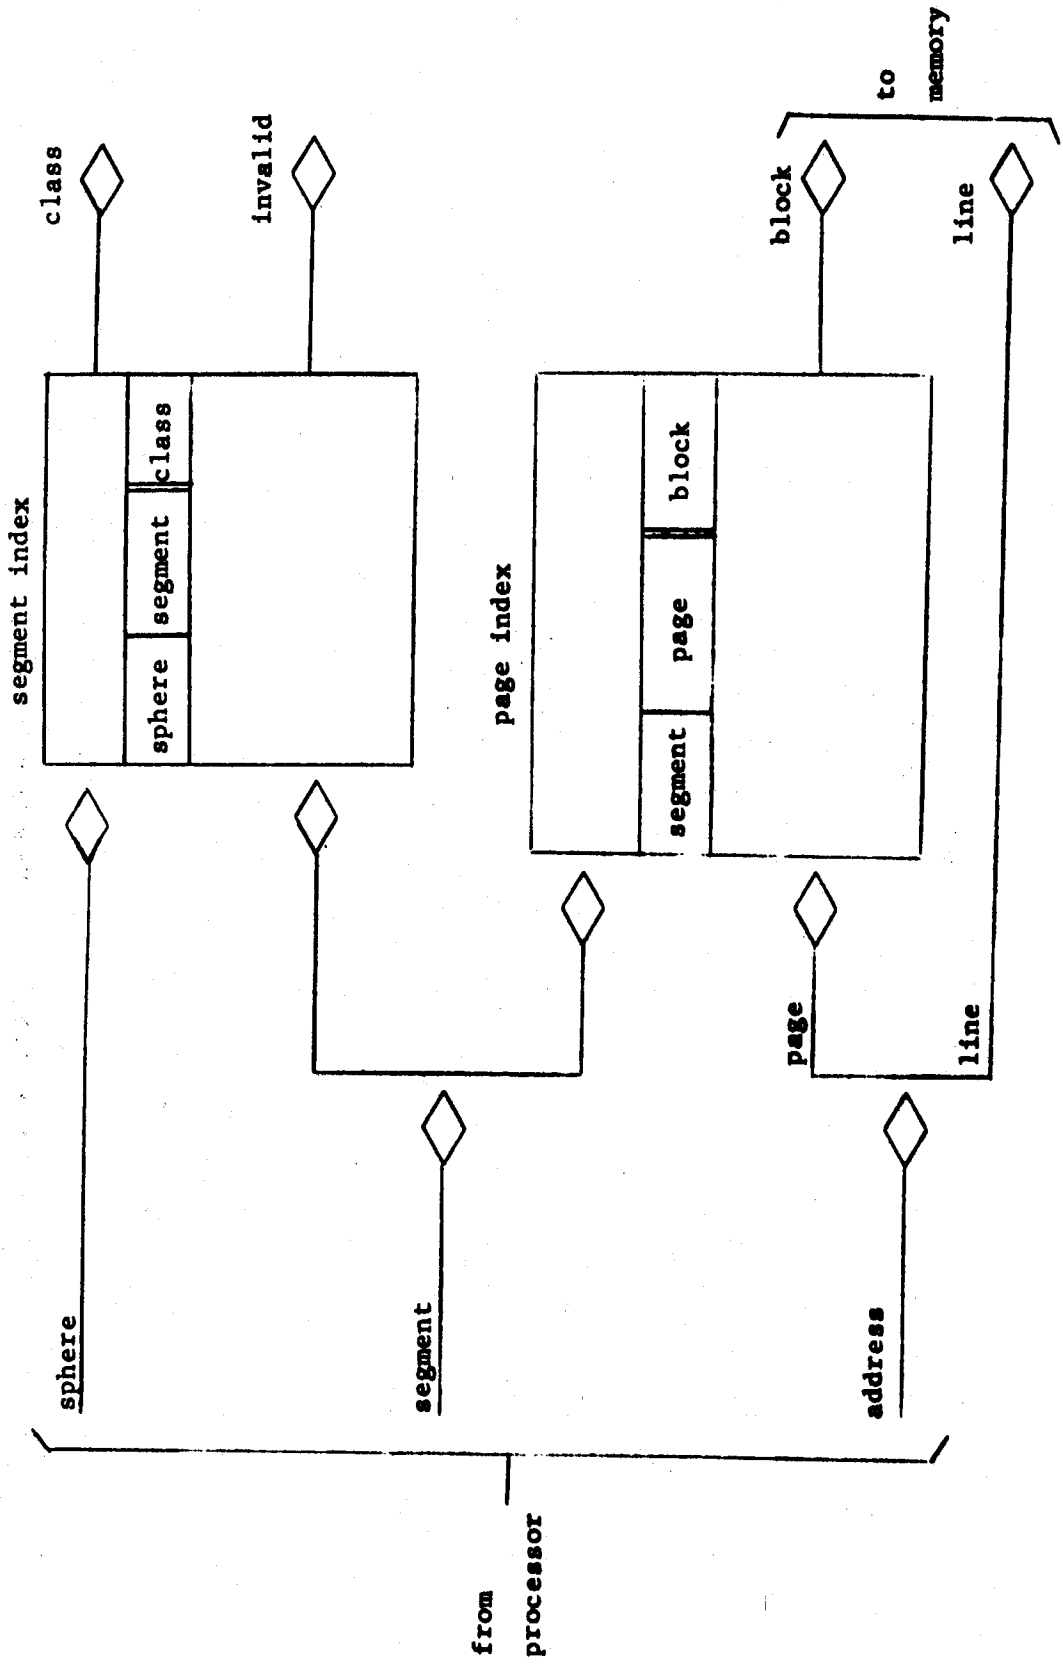 segment index
sphere
sphere segment class
class
invalid
from
processor
segment
page index
segment page block
block
address
page
line
line
to
memory